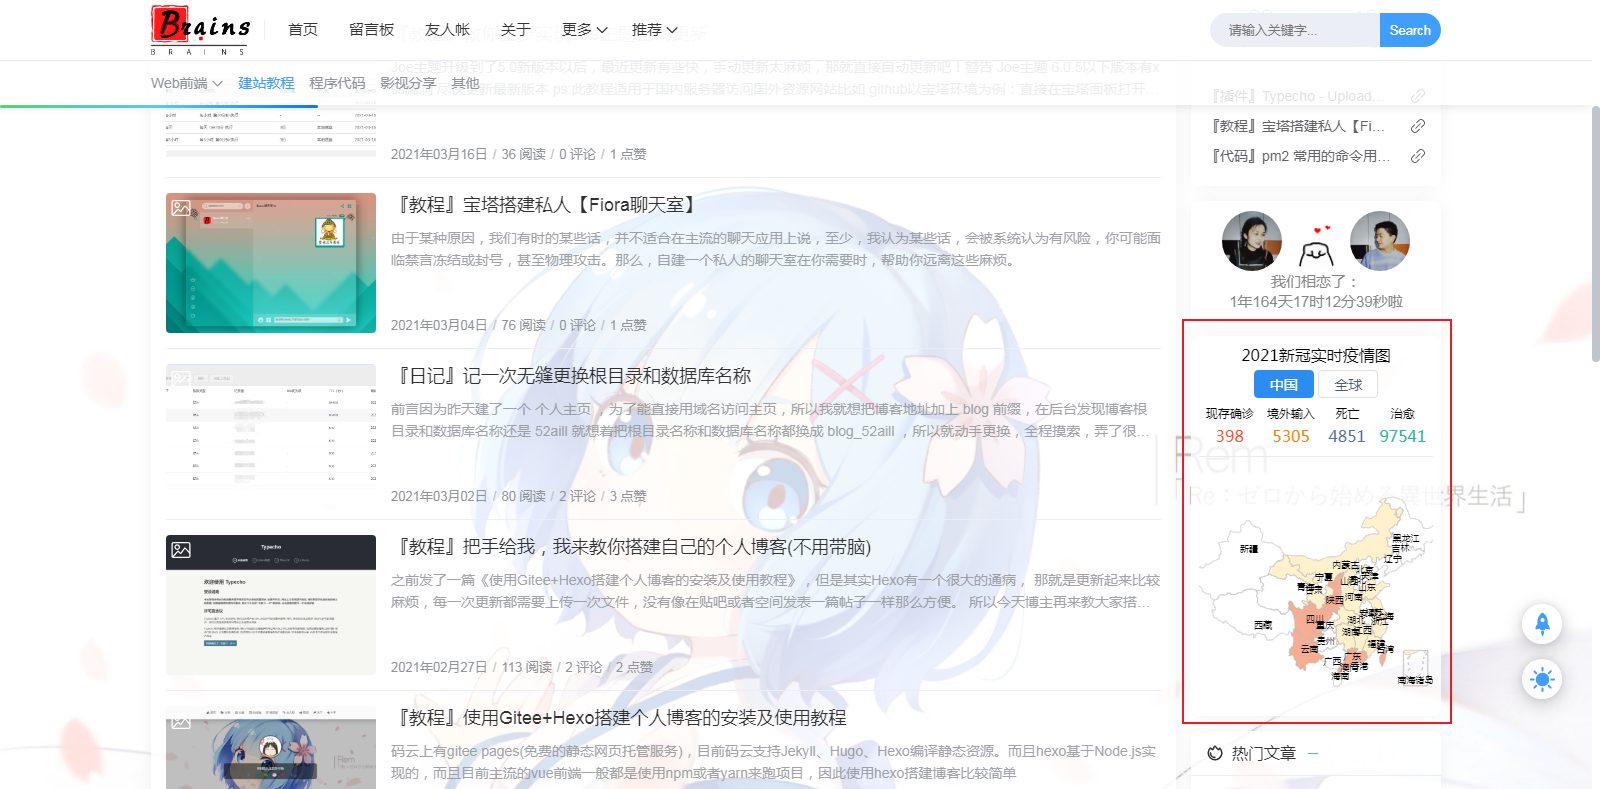 Brains
BRAINS
首页 留言板 友人帐 关于 更多 推荐
请输入关键字... Search
Web前端 建站教程 程序代码 影视分享 其他
Joe主题升级到了5.0新版本以后，最近更新有些快，手动更新太麻烦，那就直接自动更新吧！警告 Joe主题 6.0.5以下版本有x
最新版本 ps:此教程适用于国内服务器访问国外资源网站比如 github以宝塔环境为例：直接在宝塔面板打开…
2021年03月16日 / 36 阅读 / 0 评论 / 1 点赞
『教程』宝塔搭建私人【Fiora聊天室】
由于某种原因，我们有时的某些话，并不适合在主流的聊天应用上说，至少，我认为某些话，会被系统认为有风险，你可能面
临禁言冻结或封号，甚至物理攻击。那么，自建一个私人的聊天室在你需要时，帮助你远离这些麻烦。
2021年03月04日 / 76 阅读 / 0 评论 / 1 点赞
『日记』记一次无缝更换根目录和数据库名称
前言因为昨天建了一个 个人主页 ，为了能直接用域名访问主页，所以我就想把博客地址加上 blog 前缀，在后台发现博客根
目录和数据库名称还是 52aill 就想着把根目录名称和数据库名称都换成 blog_52aill ，所以就动手更换，全程摸索，弄了很…
2021年03月02日 / 80 阅读 / 2 评论 / 3 点赞
Typecho
欢迎使用 Typecho
『教程』把手给我，我来教你搭建自己的个人博客(不用带脑)
之前发了一篇《使用Gitee+Hexo搭建个人博客的安装及使用教程》，但是其实Hexo有一个很大的通病， 那就是更新起来比较
麻烦，每一次更新都需要上传一次文件，没有像在贴吧或者空间发表一篇帖子一样那么方便。 所以今天博主再来教大家搭…
2021年02月27日 / 113 阅读 / 2 评论 / 2 点赞
『教程』使用Gitee+Hexo搭建个人博客的安装及使用教程
码云上有gitee pages(免费的静态网页托管服务)，目前码云支持Jekyll、Hugo、Hexo编译静态资源。而且hexo基于Node.js实
现的，而且目前主流的vue前端一般都是使用npm或者yarn来跑项目，因此使用hexo搭建博客比较简单
『插件』Typecho - Upload...
『教程』宝塔搭建私人【Fi...
『代码』pm2 常用的命令用...
我们相恋了：
1年164天17时12分39秒啦
2021新冠实时疫情图
中国 全球
现存确诊 境外输入 死亡 治愈
398 5305 4851 97541
Rem
「Re：ゼロから始める異世界生活」
新疆
黑龙江
吉林
辽宁
内蒙古
北京
天津
宁夏
山东
青海
河南
陕西
四川
重庆
湖北
上海
浙江
西藏
湖南
江西
贵州
云南
福建
台湾
广西
广东
香港
海南
南海诸岛
热门文章